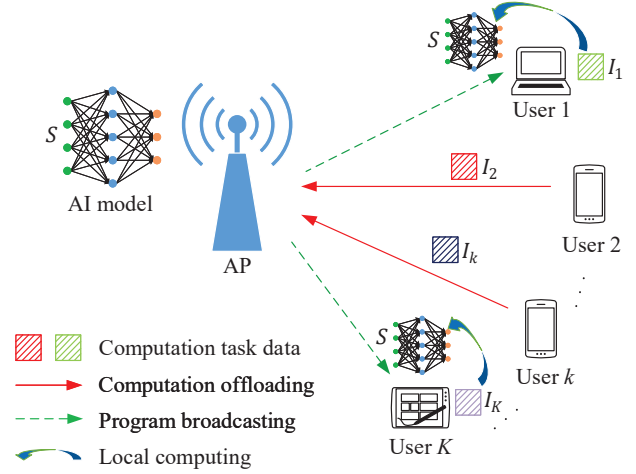 S
I₁
User 1
S
AI model
AP
I₂
User 2
Iₖ
User k
S
I_K
User K
Computation task data
Computation offloading
Program broadcasting
Local computing